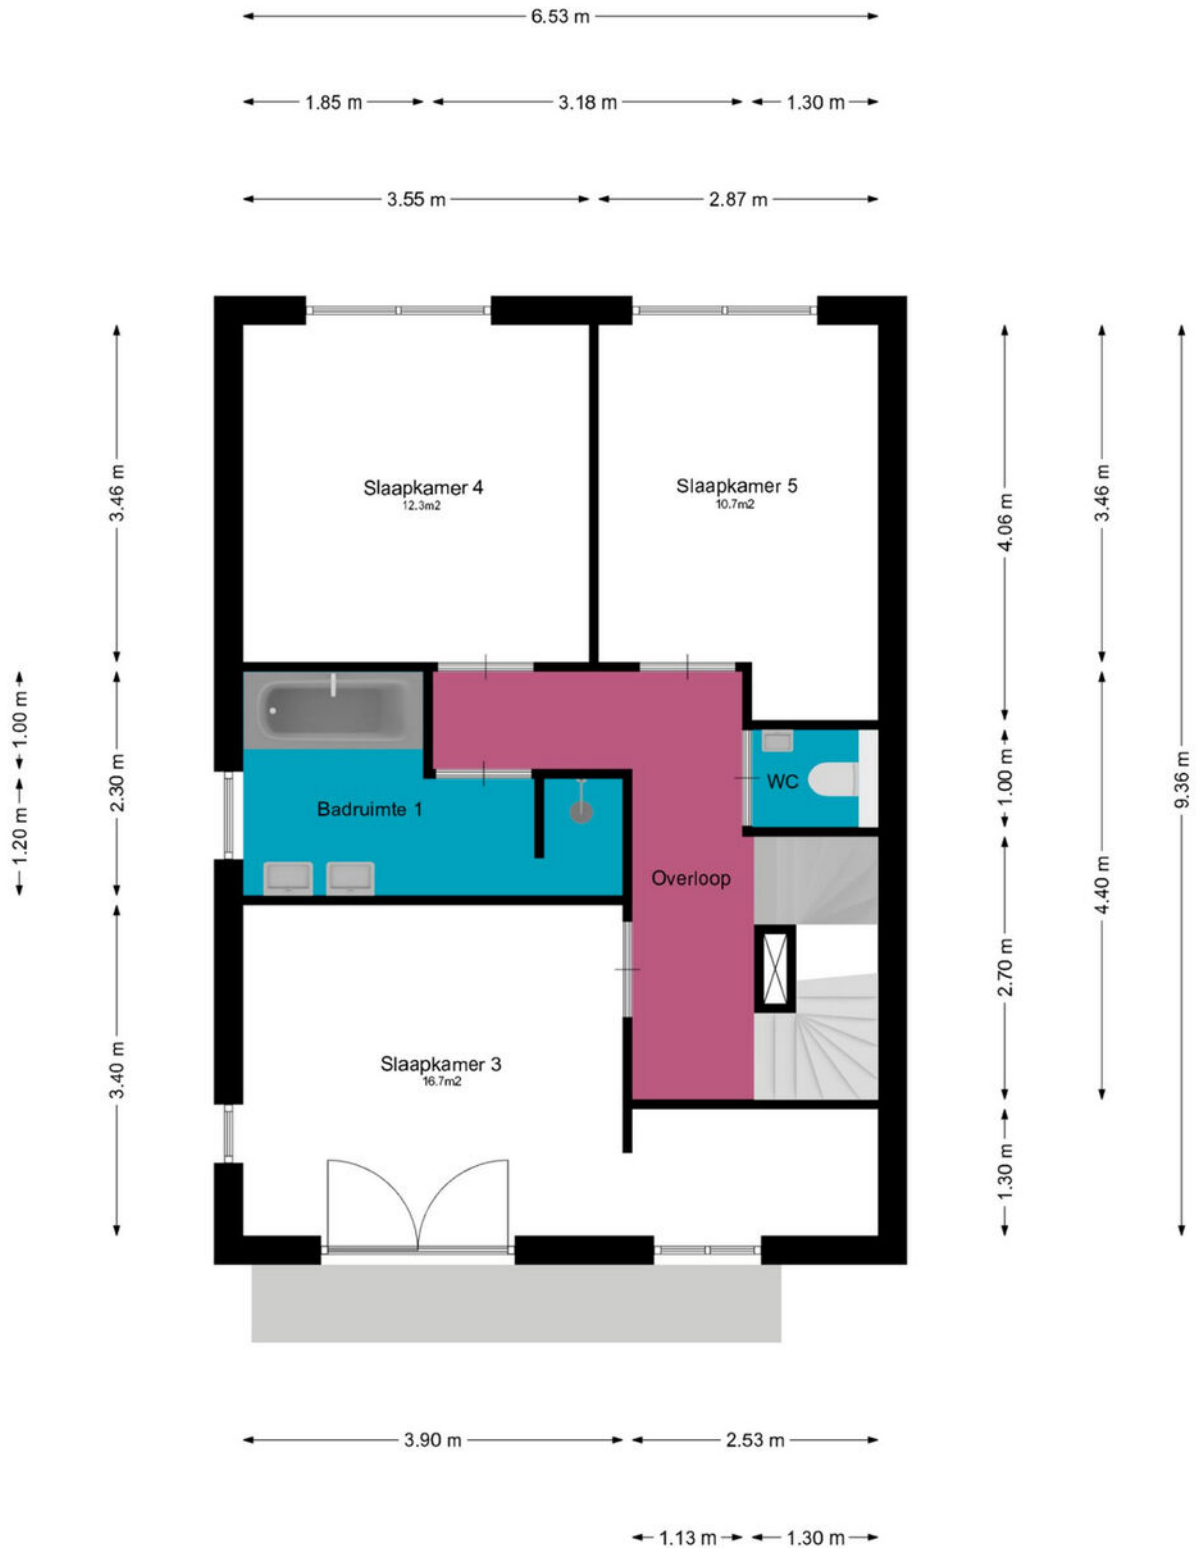 6.53 m
1.85 m
3.18 m
1.30 m
3.55 m
2.87 m
3.46 m
4.06 m
3.46 m
9.36 m
Slaapkamer 4
12.3m2
Slaapkamer 5
10.7m2
1.00 m
1.20 m
2.30 m
Badruimte 1
WC
1.00 m
Overloop
4.40 m
2.70 m
3.40 m
Slaapkamer 3
16.7m2
1.30 m
3.90 m
2.53 m
1.13 m
1.30 m